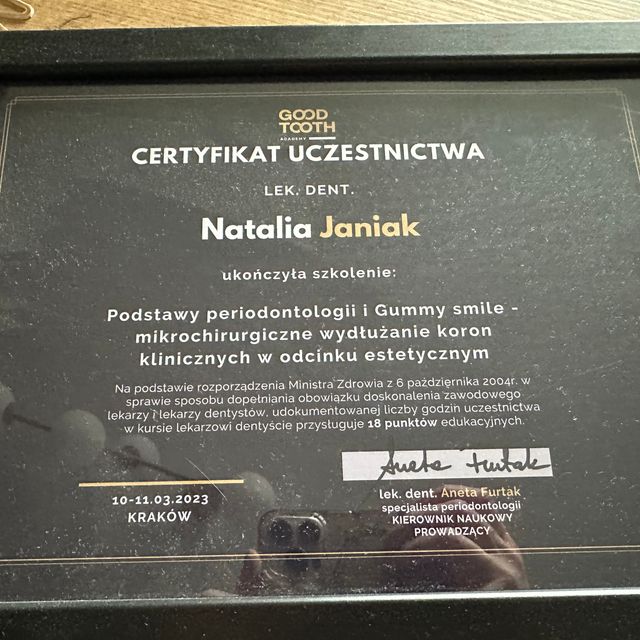 GOOD
TOOTH
ACADEMY
CERTYFIKAT UCZESTNICTWA
LEK. DENT.
Natalia Janiak
ukończyła szkolenie:
Podstawy periodontologii i Gummy smile -
mikrochirurgiczne wydłużanie koron
klinicznych w odcinku estetycznym
Na podstawie rozporządzenia Ministra Zdrowia z 6 października 2004r. w
sprawie sposobu dopełniania obowiązku doskonalenia zawodowego
lekarzy i lekarzy dentystów, udokumentowanej liczby godzin uczestnictwa
w kursie lekarzowi dentyście przysługuje 18 punktów edukacyjnych.
Aneta Furtak
10-11.03.2023
KRAKÓW
lek. dent. Aneta Furtak
specjalista periodontologii
KIEROWNIK NAUKOWY
PROWADZĄCY